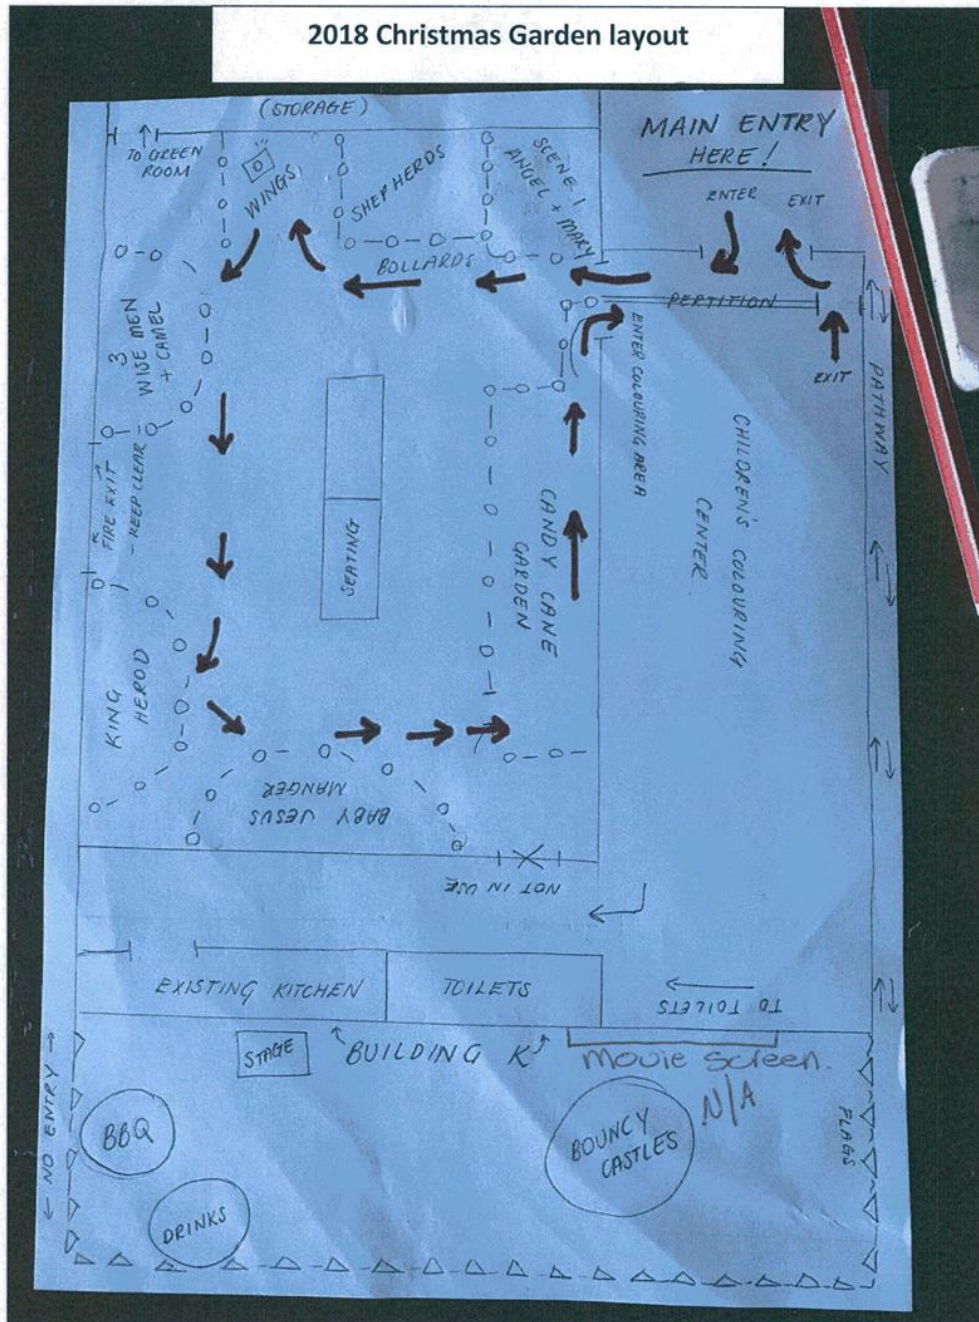 2018 Christmas Garden layout
(STORAGE)
MAIN ENTRY
HERE!
TO GREEN
ROOM
WINGS
SHEPHERDS
SCENE 1
ANGEL + MARY
ENTER
EXIT
BOLLARDS
PERTITION
EXIT
3
WISE MEN
+ CAMEL
ENTER COLOURING AREA
PATHWAY
FIRE EXIT
- KEEP CLEAR -
SEATING
CANDY CANE
GARDEN
CHILDREN'S COLOURING
CENTER
KING
HEROD
BABY JESUS
MANGER
NOT IN USE
EXISTING KITCHEN
TOILETS
TO TOILETS
STAGE
BUILDING K
Movie Screen.
N/A
NO ENTRY
BBQ
BOUNCY
CASTLES
FLAGS
DRINKS